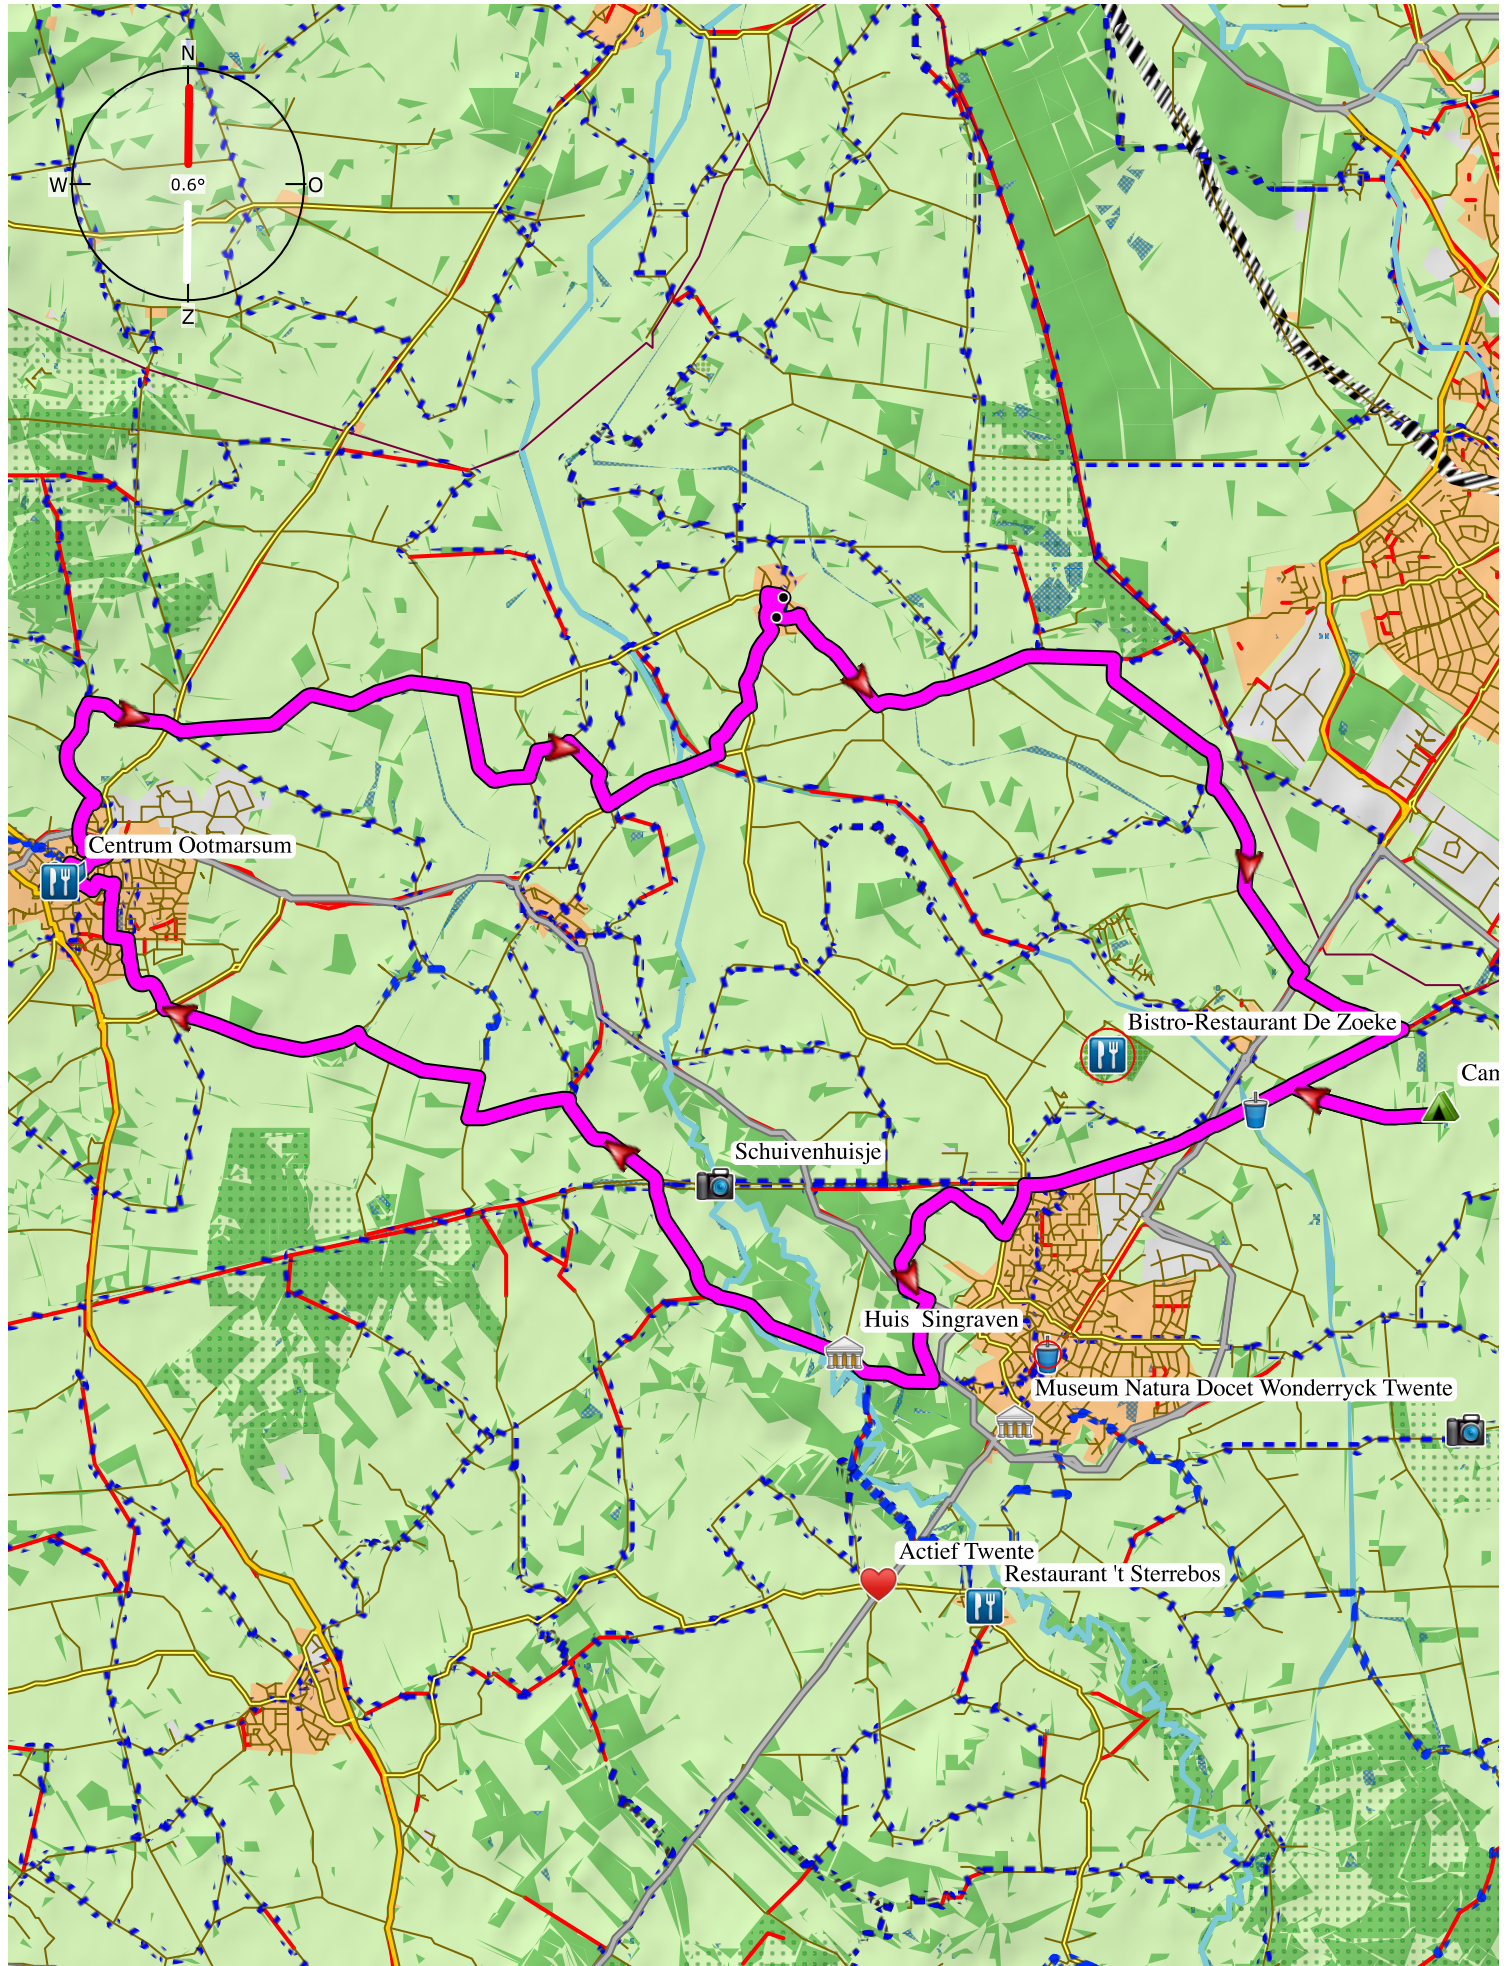 N
W
0.6°
O
Z
Centrum Ootmarsum
Bistro-Restaurant De Zoeke
Cam
Schuivenhuisje
Huis Singraven
Museum Natura Docet Wonderryck Twente
Actief Twente
Restaurant 't Sterrebos